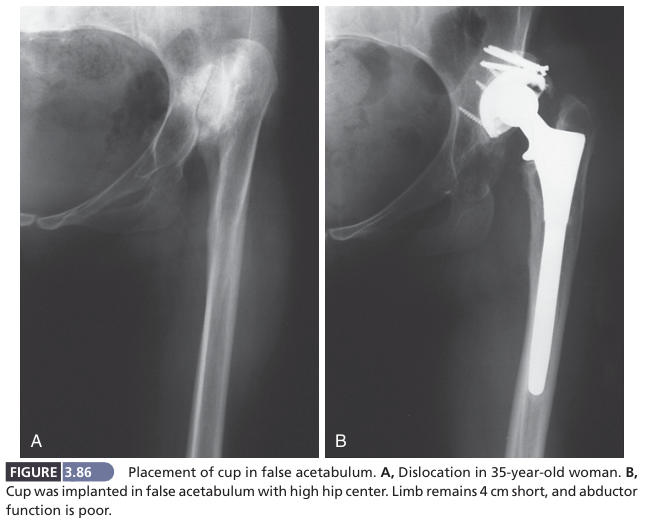 A
B
FIGURE 3.86 Placement of cup in false acetabulum. A, Dislocation in 35-year-old woman. B,
Cup was implanted in false acetabulum with high hip center. Limb remains 4 cm short, and abductor
function is poor.